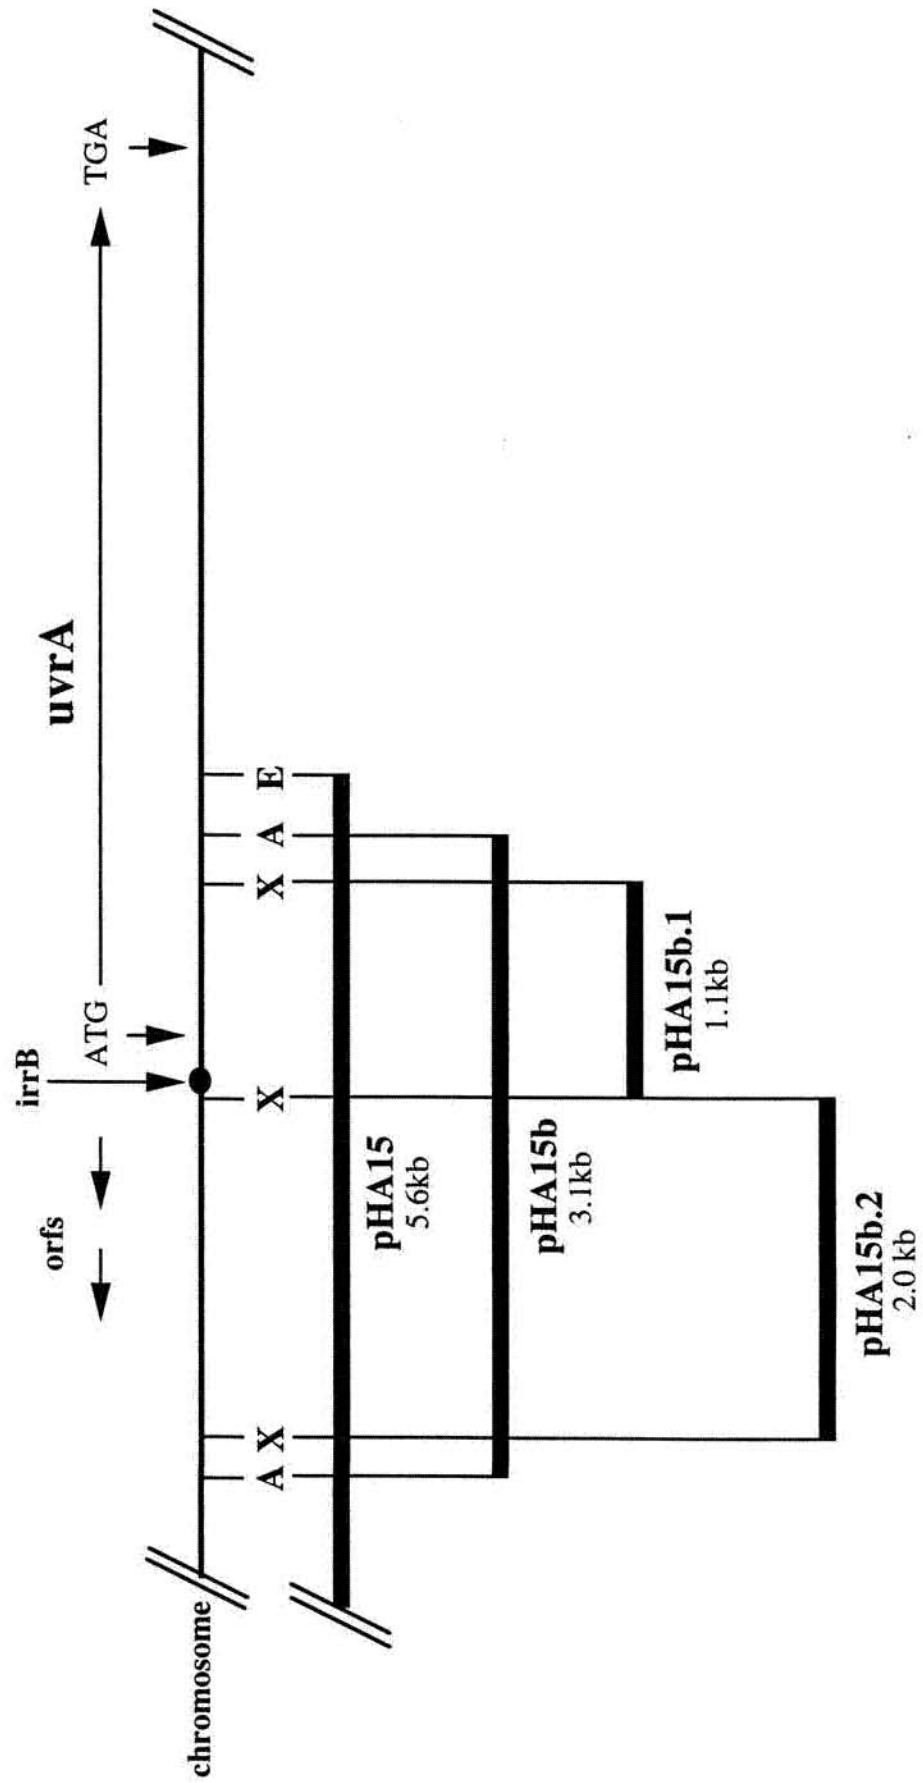 irrB
orfs
ATG
TGA
uvrA
chromosome
A
X
X
X
A
E
pHA15
5.6kb
pHA15b
3.1kb
pHA15b.1
1.1kb
pHA15b.2
2.0 kb